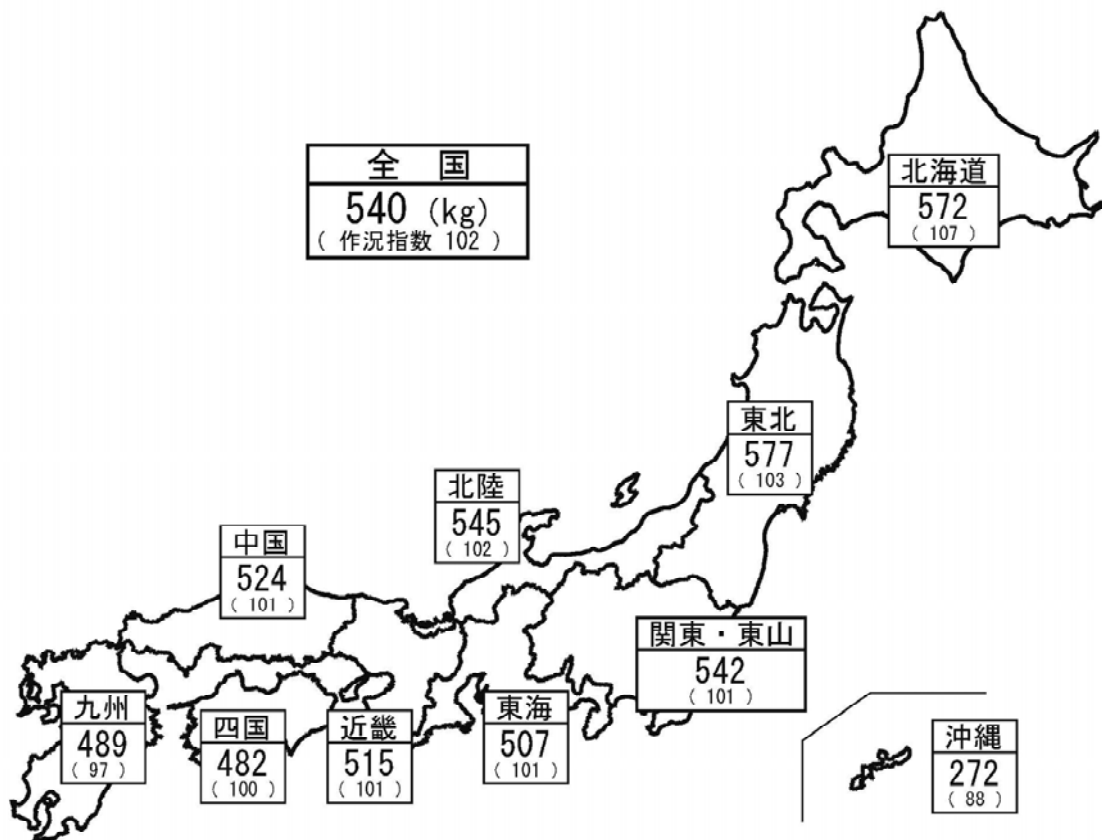 全 国
540 (kg)
( 作況指数 102 )
北海道
572
( 107 )
東北
577
( 103 )
北陸
545
( 102 )
中国
524
( 101 )
関東・東山
542
( 101 )
九州
489
( 97 )
四国
482
( 100 )
近畿
515
( 101 )
東海
507
( 101 )
沖縄
272
( 88 )